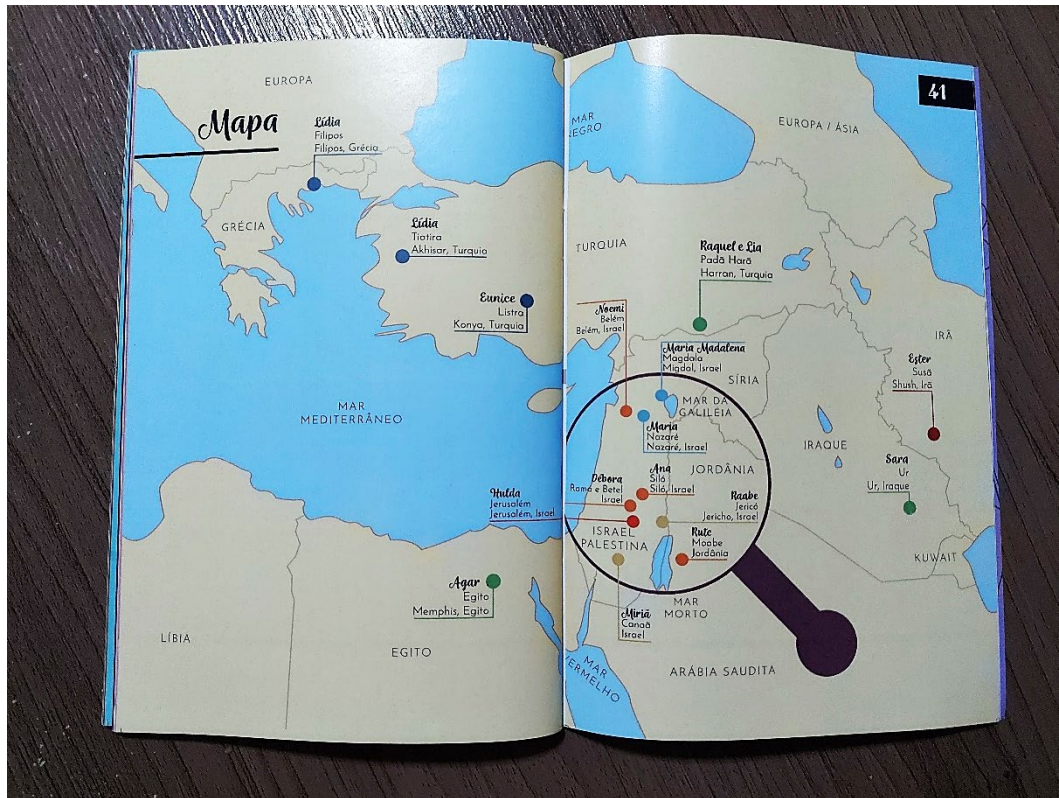 EUROPA
Mapa
Lídia
Filipos
Filipos, Grécia
GRÉCIA
Lídia
Tiatira
Akhisar, Turquia
Eunice
Listra
Konya, Turquia
MAR
MEDITERRÂNEO
Hulda
Jerusalém
Jerusalém, Israel
Agar
Egito
Memphis, Egito
LÍBIA
EGITO
41
MAR
NEGRO
EUROPA / ÁSIA
TURQUIA
Raquel e Lia
Padã Harã
Harran, Turquia
Noemi
Belém
Belém, Israel
Maria Madalena
Magdala
Migdal, Israel
SÍRIA
IRÃ
Ester
Susã
Shush, Irã
MAR DA
GALILÉIA
Maria
Nazaré
Nazaré, Israel
IRAQUE
Ana
Siló
Siló, Israel
JORDÂNIA
Débora
Ramá e Betel
Israel
Sara
Ur
Ur, Iraque
Raabe
Jericó
Jericho, Israel
ISRAEL
PALESTINA
Rute
Moabe
Jordânia
KUWAIT
MAR
MORTO
Miriã
Canaã
Israel
MAR
VERMELHO
ARÁBIA SAUDITA